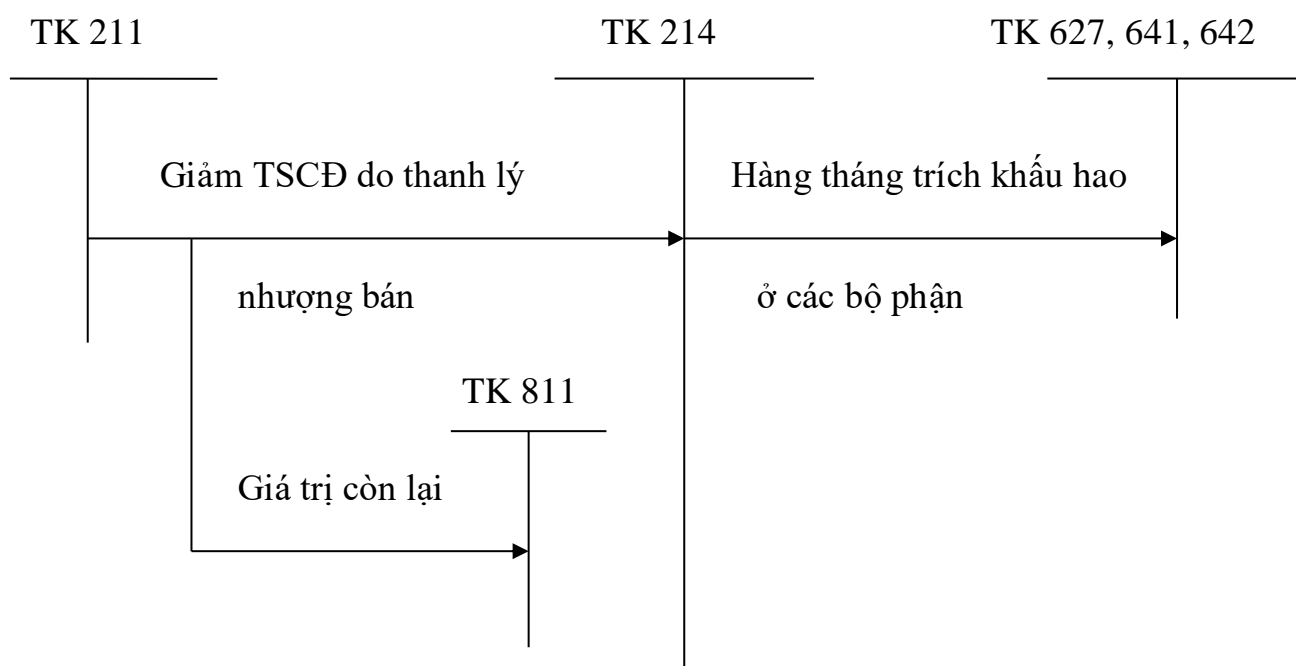 TK 211
TK 214
TK 627, 641, 642
Giảm TSCĐ do thanh lý
Hàng tháng trích khấu hao
nhượng bán
ở các bộ phận
TK 811
Giá trị còn lại